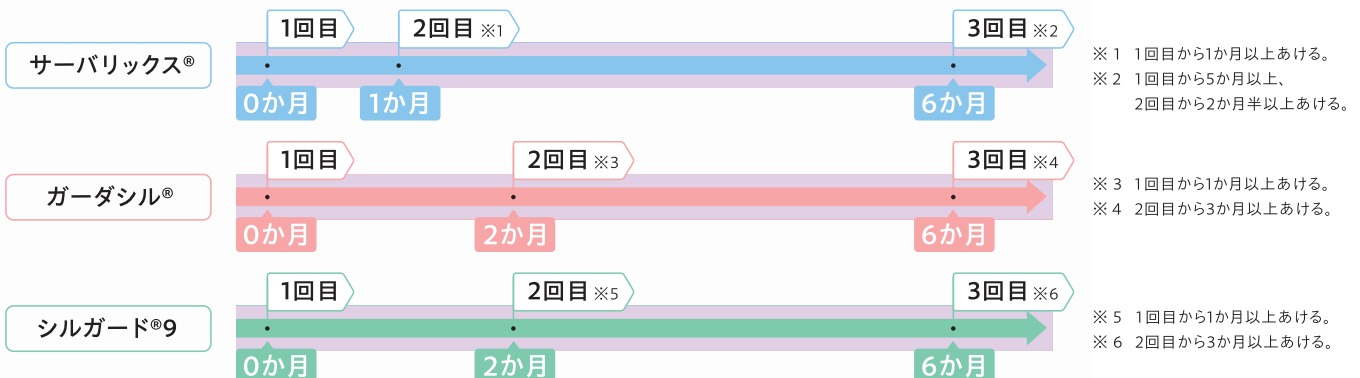 1回目
2回目 ※1
3回目 ※2
サーバリックス®
0か月
1か月
6か月
※1 1回目から1か月以上あける。
※2 1回目から5か月以上、
2回目から2か月半以上あける。
1回目
2回目 ※3
3回目 ※4
ガーダシル®
0か月
2か月
6か月
※3 1回目から1か月以上あける。
※4 2回目から3か月以上あける。
1回目
2回目 ※5
3回目 ※6
シルガード®9
0か月
2か月
6か月
※5 1回目から1か月以上あける。
※6 2回目から3か月以上あける。